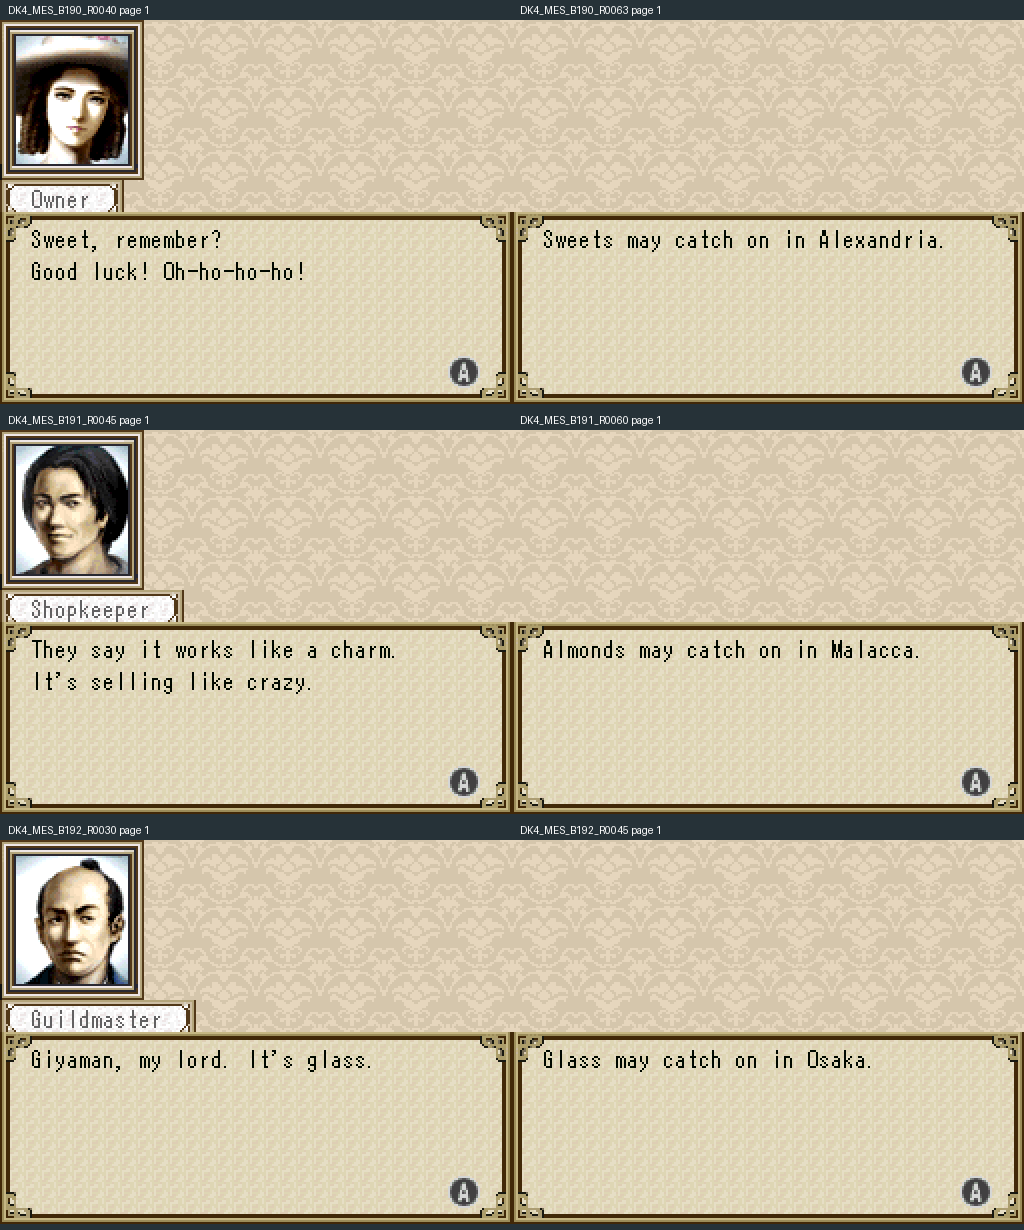 DK4_MES_B190_R0040 page 1
DK4_MES_B190_R0063 page 1
Owner
Sweet, remember?
Good luck! Oh-ho-ho-ho!
A
Sweets may catch on in Alexandria.
A
DK4_MES_B191_R0045 page 1
DK4_MES_B191_R0060 page 1
Shopkeeper
They say it works like a charm.
It's selling like crazy.
A
Almonds may catch on in Malacca.
A
DK4_MES_B192_R0030 page 1
DK4_MES_B192_R0045 page 1
Guildmaster
Giyaman, my lord. It's glass.
A
Glass may catch on in Osaka.
A